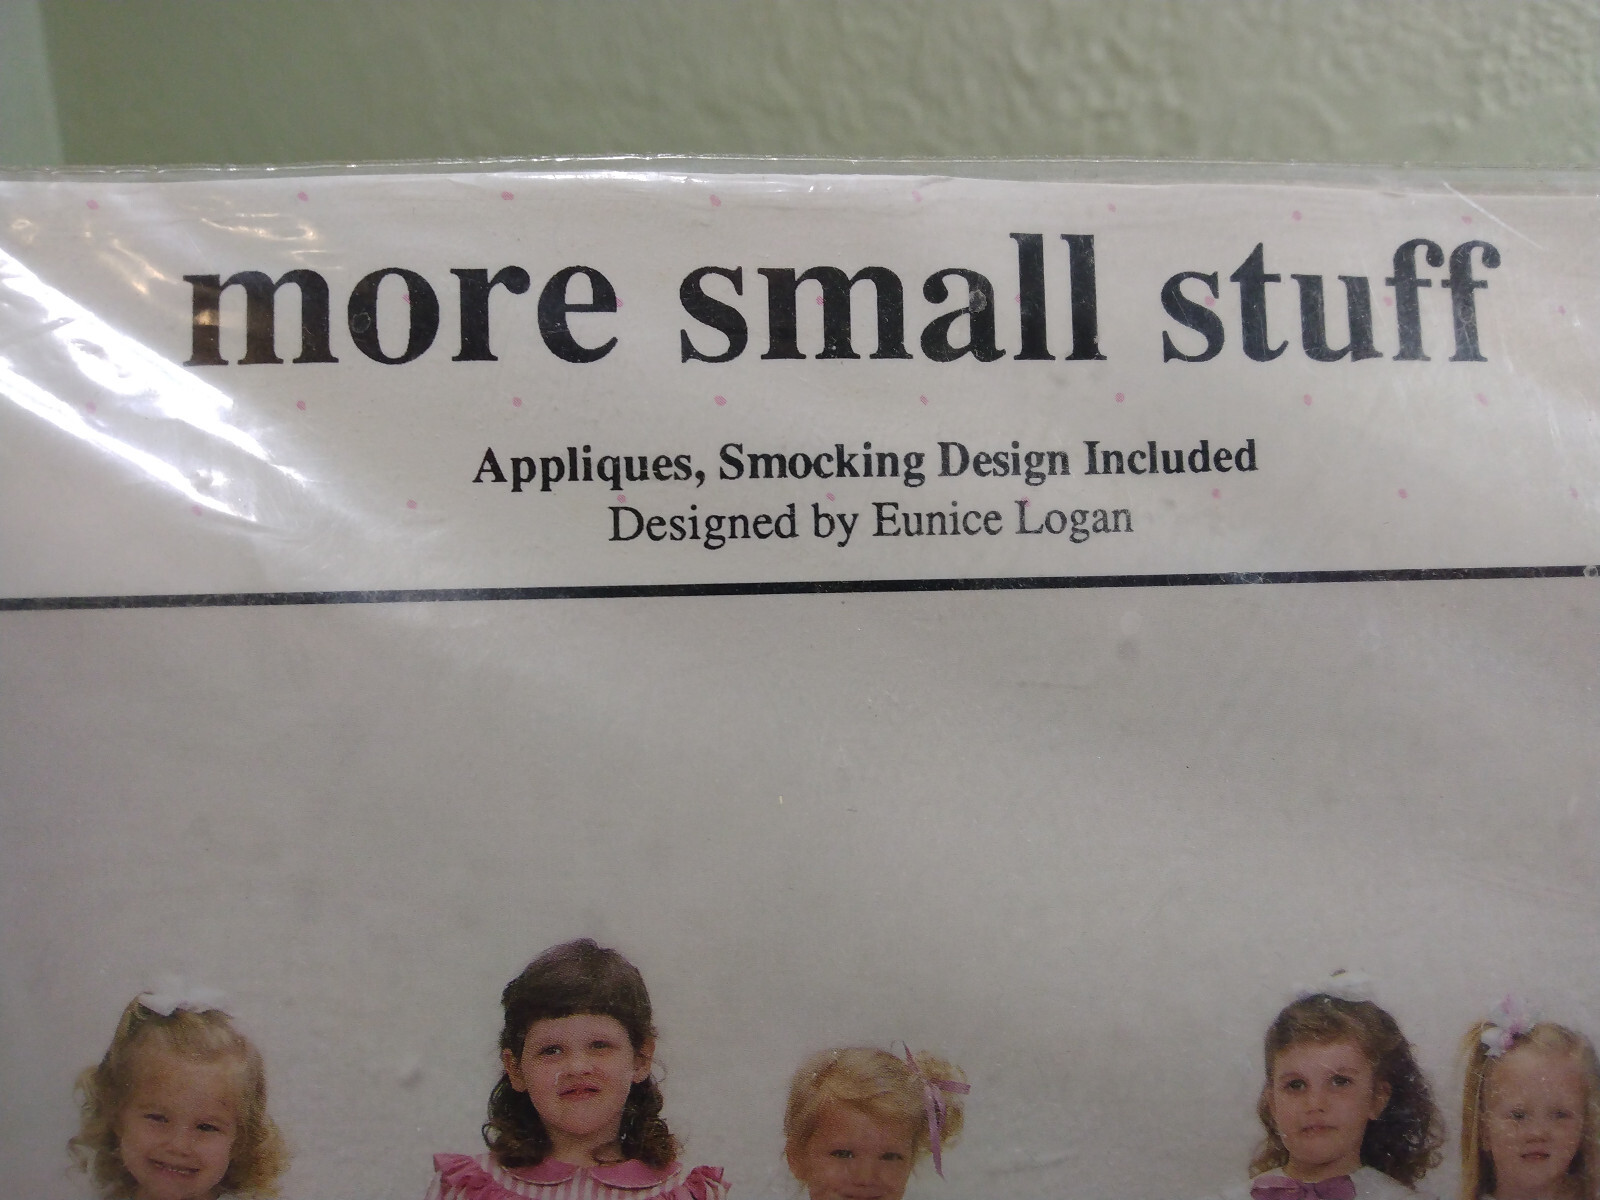 more small stuff
Appliques, Smocking Design Included
Designed by Eunice Logan